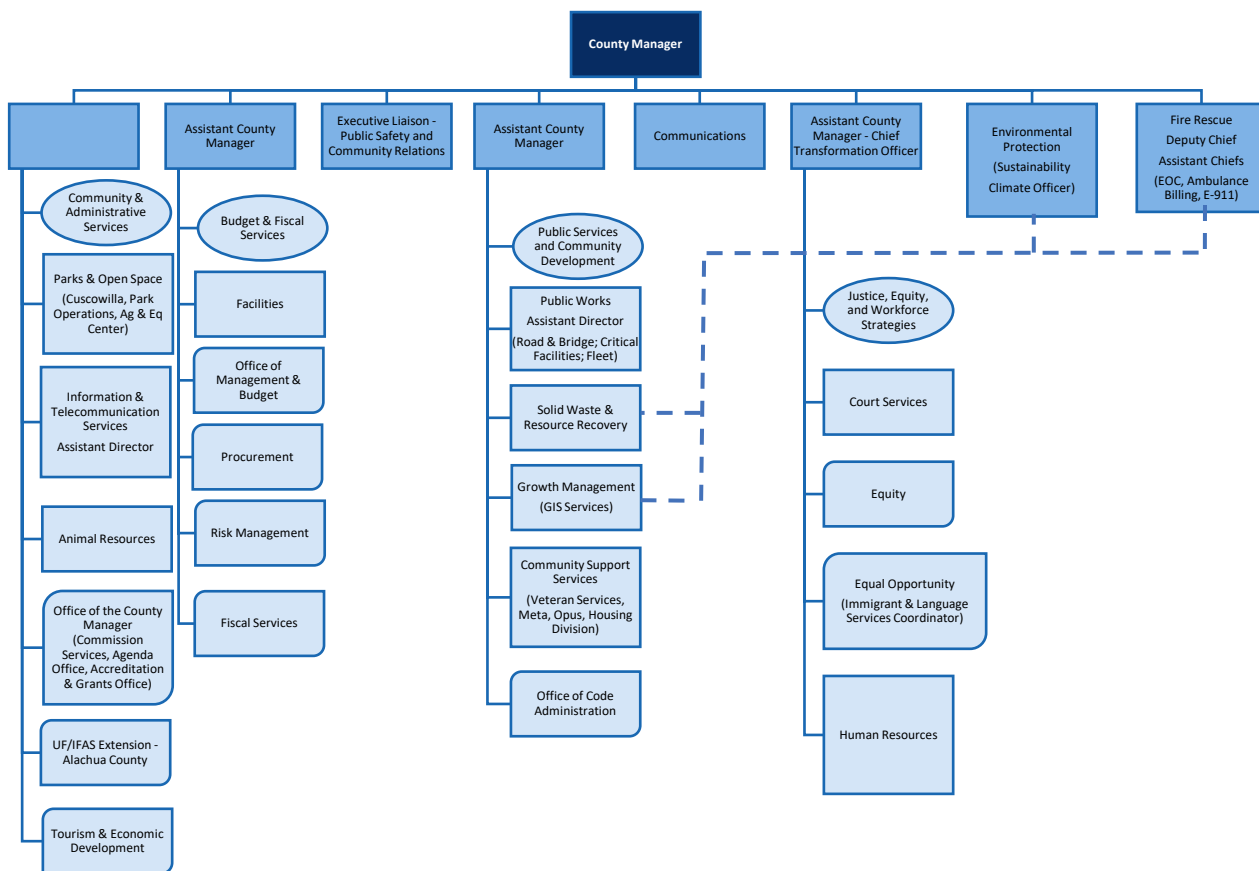 County Manager
Assistant County
Manager
Executive Liaison -
Public Safety and
Community Relations
Assistant County
Manager
Communications
Assistant County
Manager - Chief
Transformation Officer
Environmental
Protection
(Sustainability
Climate Officer)
Fire Rescue
Deputy Chief
Assistant Chiefs
(EOC, Ambulance
Billing, E-911)
Community &
Administrative
Services
Parks & Open Space
(Cuscowilla, Park
Operations, Ag & Eq
Center)
Information &
Telecommunication
Services
Assistant Director
Animal Resources
Office of the County
Manager
(Commission
Services, Agenda
Office, Accreditation
& Grants Office)
UF/IFAS Extension -
Alachua County
Tourism & Economic
Development
Budget & Fiscal
Services
Facilities
Office of
Management &
Budget
Procurement
Risk Management
Fiscal Services
Public Services
and Community
Development
Public Works
Assistant Director
(Road & Bridge; Critical
Facilities; Fleet)
Solid Waste &
Resource Recovery
Growth Management
(GIS Services)
Community Support
Services
(Veteran Services,
Meta, Opus, Housing
Division)
Office of Code
Administration
Justice, Equity,
and Workforce
Strategies
Court Services
Equity
Equal Opportunity
(Immigrant & Language
Services Coordinator)
Human Resources